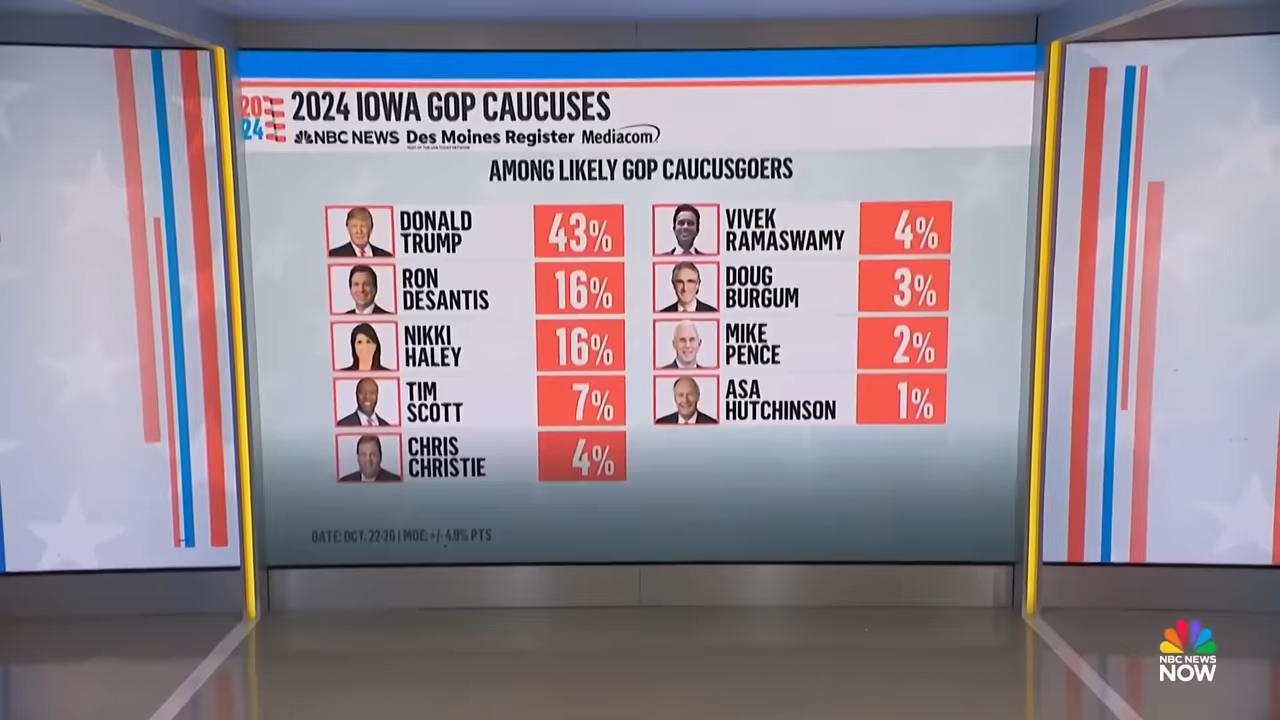 20
24
2024 IOWA GOP CAUCUSES
NBC NEWS Des Moines Register Mediacom
AMONG LIKELY GOP CAUCUSGOERS
DONALD
TRUMP
43%
RON
DESANTIS
16%
NIKKI
HALEY
16%
TIM
SCOTT
7%
CHRIS
CHRISTIE
4%
VIVEK
RAMASWAMY
4%
DOUG
BURGUM
3%
MIKE
PENCE
2%
ASA
HUTCHINSON
1%
DATE: OCT. 22-26 | MOE: +/- 4.9% PTS
NBC NEWS
NOW